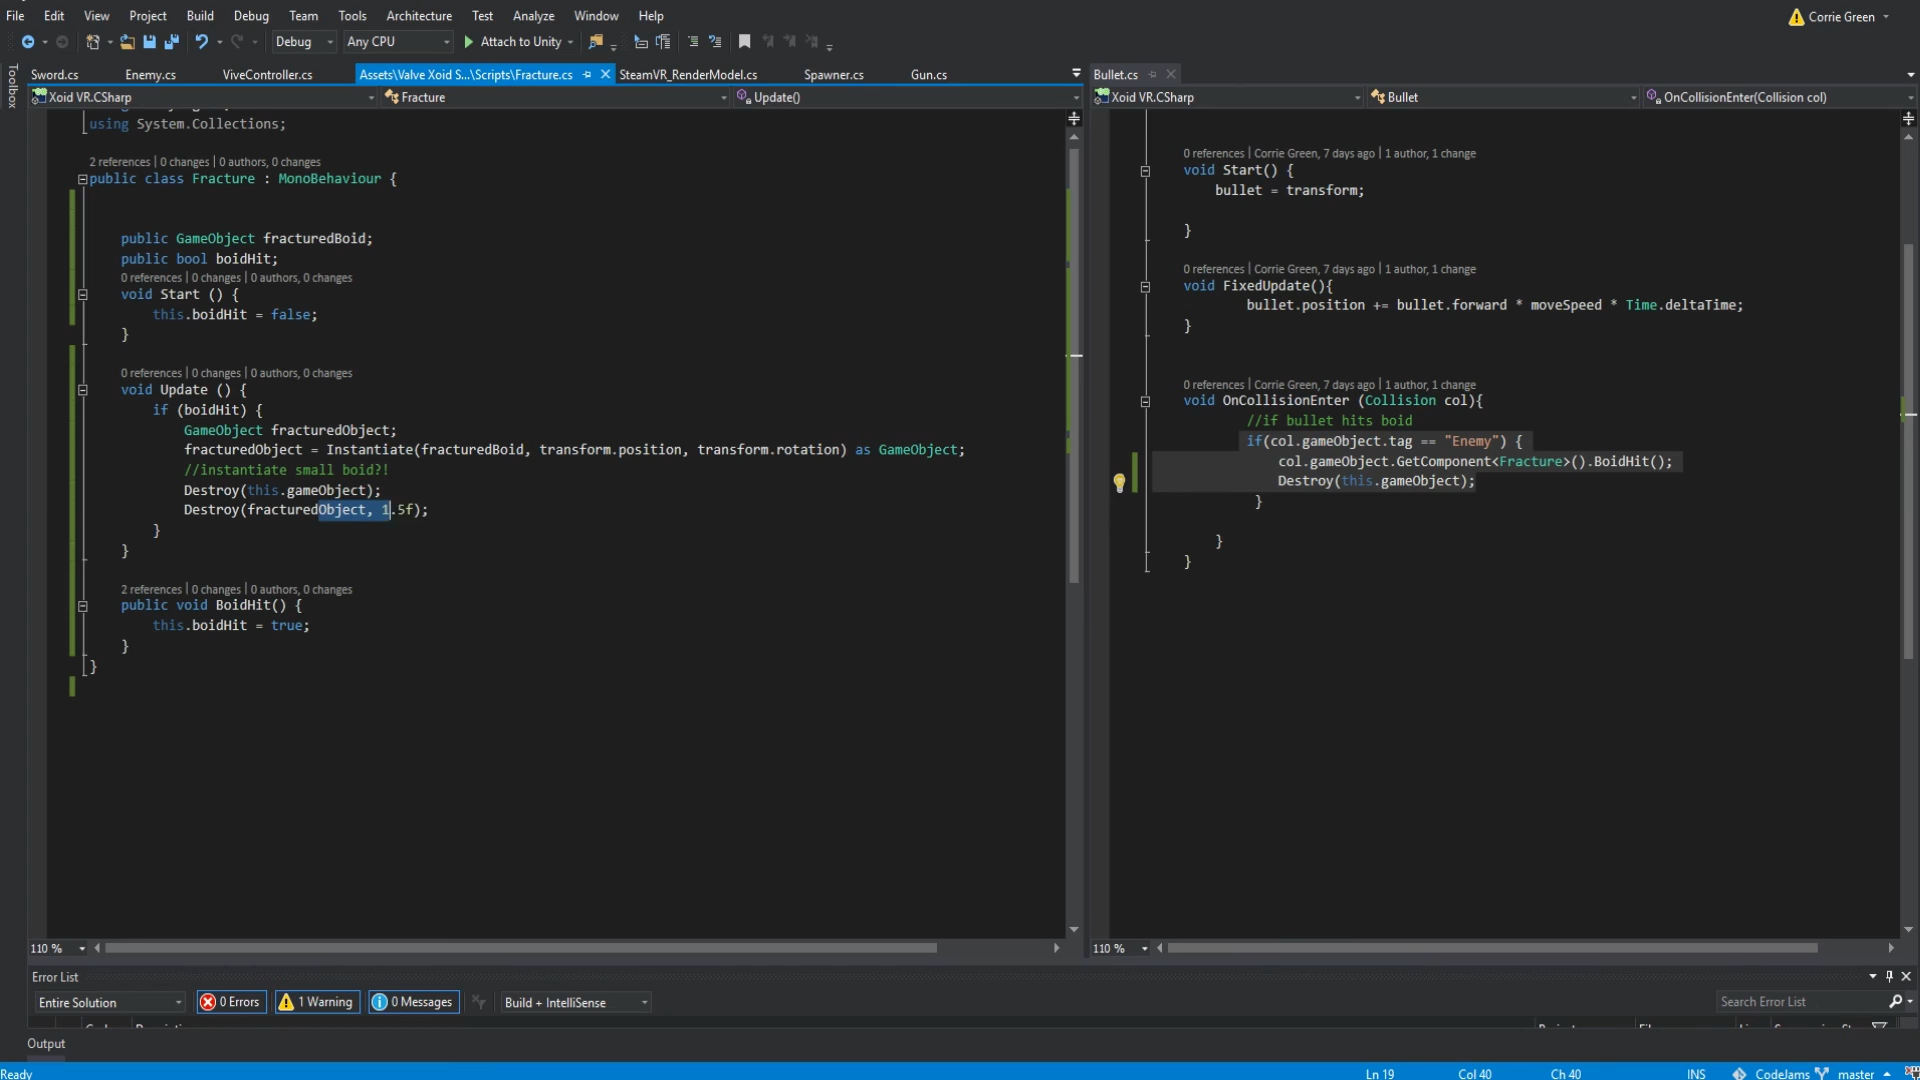 File Edit View Project Build Debug Team Tools Architecture Test Analyze Window Help Corrie Green
Debug Any CPU Attach to Unity
Toolbox
Sword.cs Enemy.cs ViveController.cs Assets\Valve Xoid S...\Scripts\Fracture.cs SteamVR_RenderModel.cs Spawner.cs Gun.cs Bullet.cs
Xoid VR.CSharp Fracture Update()
using System.Collections;
2 references | 0 changes | 0 authors, 0 changes
public class Fracture : MonoBehaviour {
public GameObject fracturedBoid;
public bool boidHit;
0 references | 0 changes | 0 authors, 0 changes
void Start () {
this.boidHit = false;
}
0 references | 0 changes | 0 authors, 0 changes
void Update () {
if (boidHit) {
GameObject fracturedObject;
fracturedObject = Instantiate(fracturedBoid, transform.position, transform.rotation) as GameObject;
//instantiate small boid?!
Destroy(this.gameObject);
Destroy(fracturedObject, 1.5f);
}
}
2 references | 0 changes | 0 authors, 0 changes
public void BoidHit() {
this.boidHit = true;
}
}
110 %
Xoid VR.CSharp Bullet OnCollisionEnter(Collision col)
0 references | Corrie Green, 7 days ago | 1 author, 1 change
void Start() {
bullet = transform;
}
0 references | Corrie Green, 7 days ago | 1 author, 1 change
void FixedUpdate(){
bullet.position += bullet.forward * moveSpeed * Time.deltaTime;
}
0 references | Corrie Green, 7 days ago | 1 author, 1 change
void OnCollisionEnter (Collision col){
//if bullet hits boid
if(col.gameObject.tag == "Enemy") {
col.gameObject.GetComponent<Fracture>().BoidHit();
Destroy(this.gameObject);
}
}
}
110 %
Error List
Entire Solution 0 Errors 1 Warning 0 Messages Build + IntelliSense Search Error List
Output
Ready Ln 19 Col 40 Ch 40 INS CodeJams master